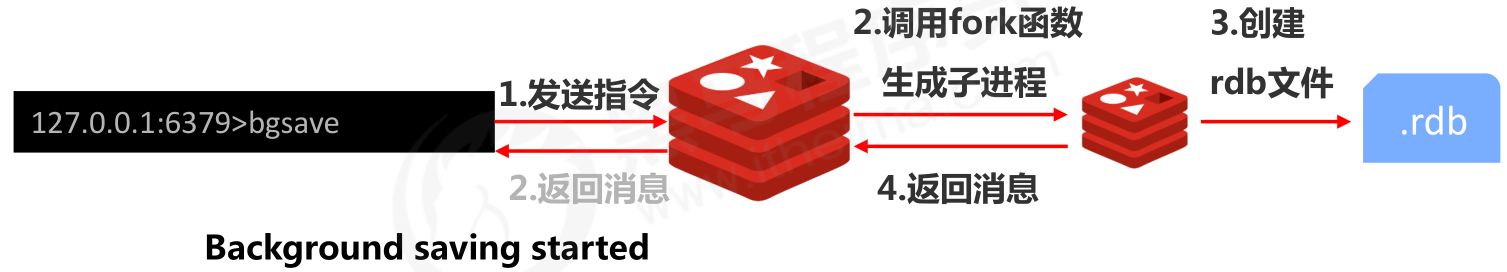 127.0.0.1:6379>bgsave
1.发送指令
2.返回消息
Background saving started
2.调用fork函数
生成子进程
4.返回消息
3.创建
rdb文件
.rdb